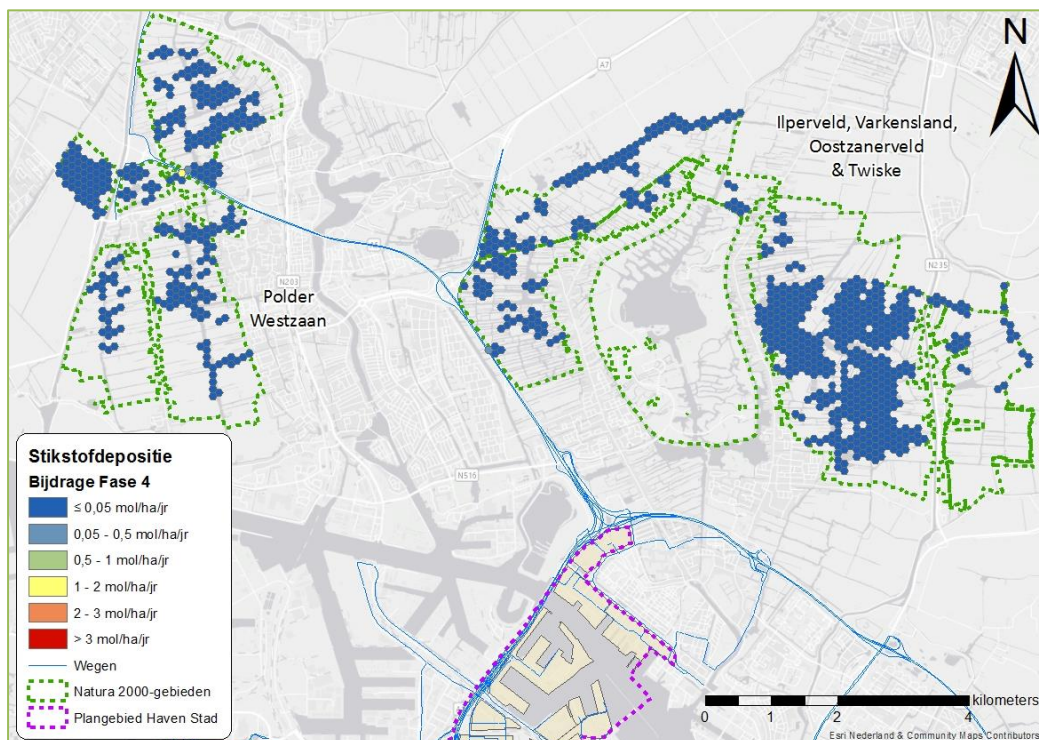 N
A7
Ilperveld, Varkensland,
Oostzanerveld
& Twiske
N235
N203
Polder
Westzaan
N516
Stikstofdepositie
Bijdrage Fase 4
≤ 0,05 mol/ha/jr
0,05 - 0,5 mol/ha/jr
0,5 - 1 mol/ha/jr
1 - 2 mol/ha/jr
2 - 3 mol/ha/jr
> 3 mol/ha/jr
Wegen
Natura 2000-gebieden
Plangebied Haven Stad
kilometers
0 1 2 4
Esri Nederland & Community Maps Contributors